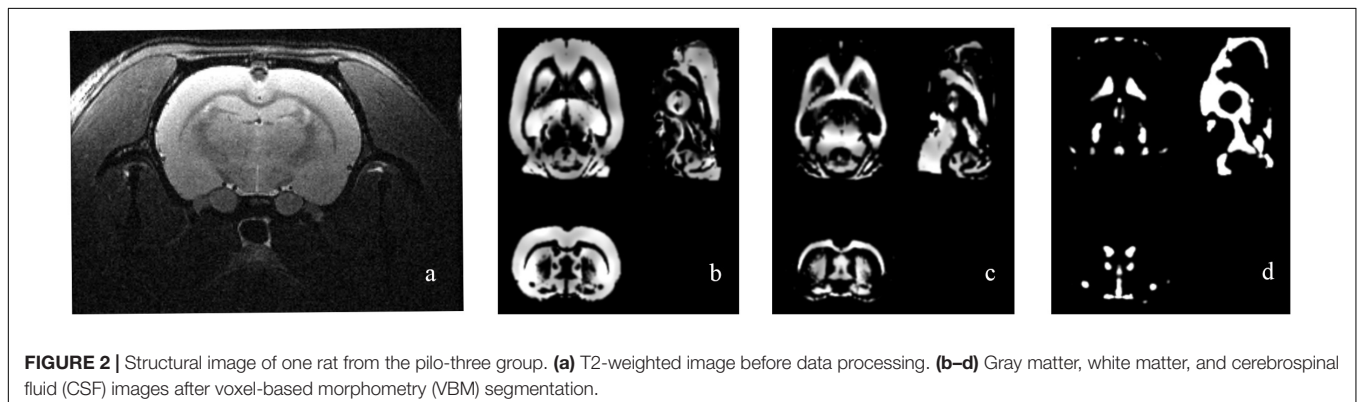 a
b
c
d
FIGURE 2 | Structural image of one rat from the pilo-three group. (a) T2-weighted image before data processing. (b–d) Gray matter, white matter, and cerebrospinal
fluid (CSF) images after voxel-based morphometry (VBM) segmentation.